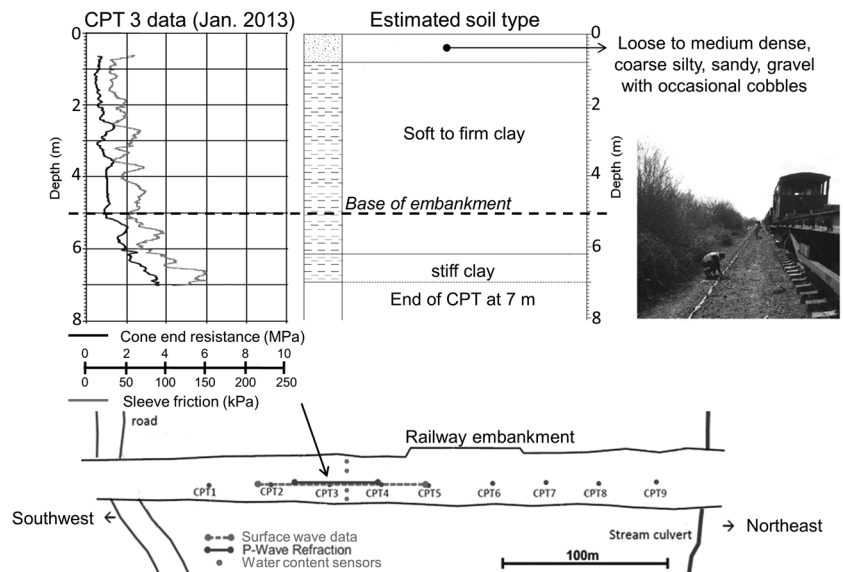 CPT 3 data (Jan. 2013)
Estimated soil type
0
2
4
6
8
Depth (m)
0
2
4
6
8
Depth (m)
Loose to medium dense,
coarse silty, sandy, gravel
with occasional cobbles
Soft to firm clay
Base of embankment
stiff clay
End of CPT at 7 m
Cone end resistance (MPa)
0 2 4 6 8 10
0 50 100 150 200 250
Sleeve friction (kPa)
road
Railway embankment
CPT1 CPT2 CPT3 CPT4 CPT5 CPT6 CPT7 CPT8 CPT9
Southwest
Northeast
Surface wave data
P-Wave Refraction
Water content sensors
100m
Stream culvert